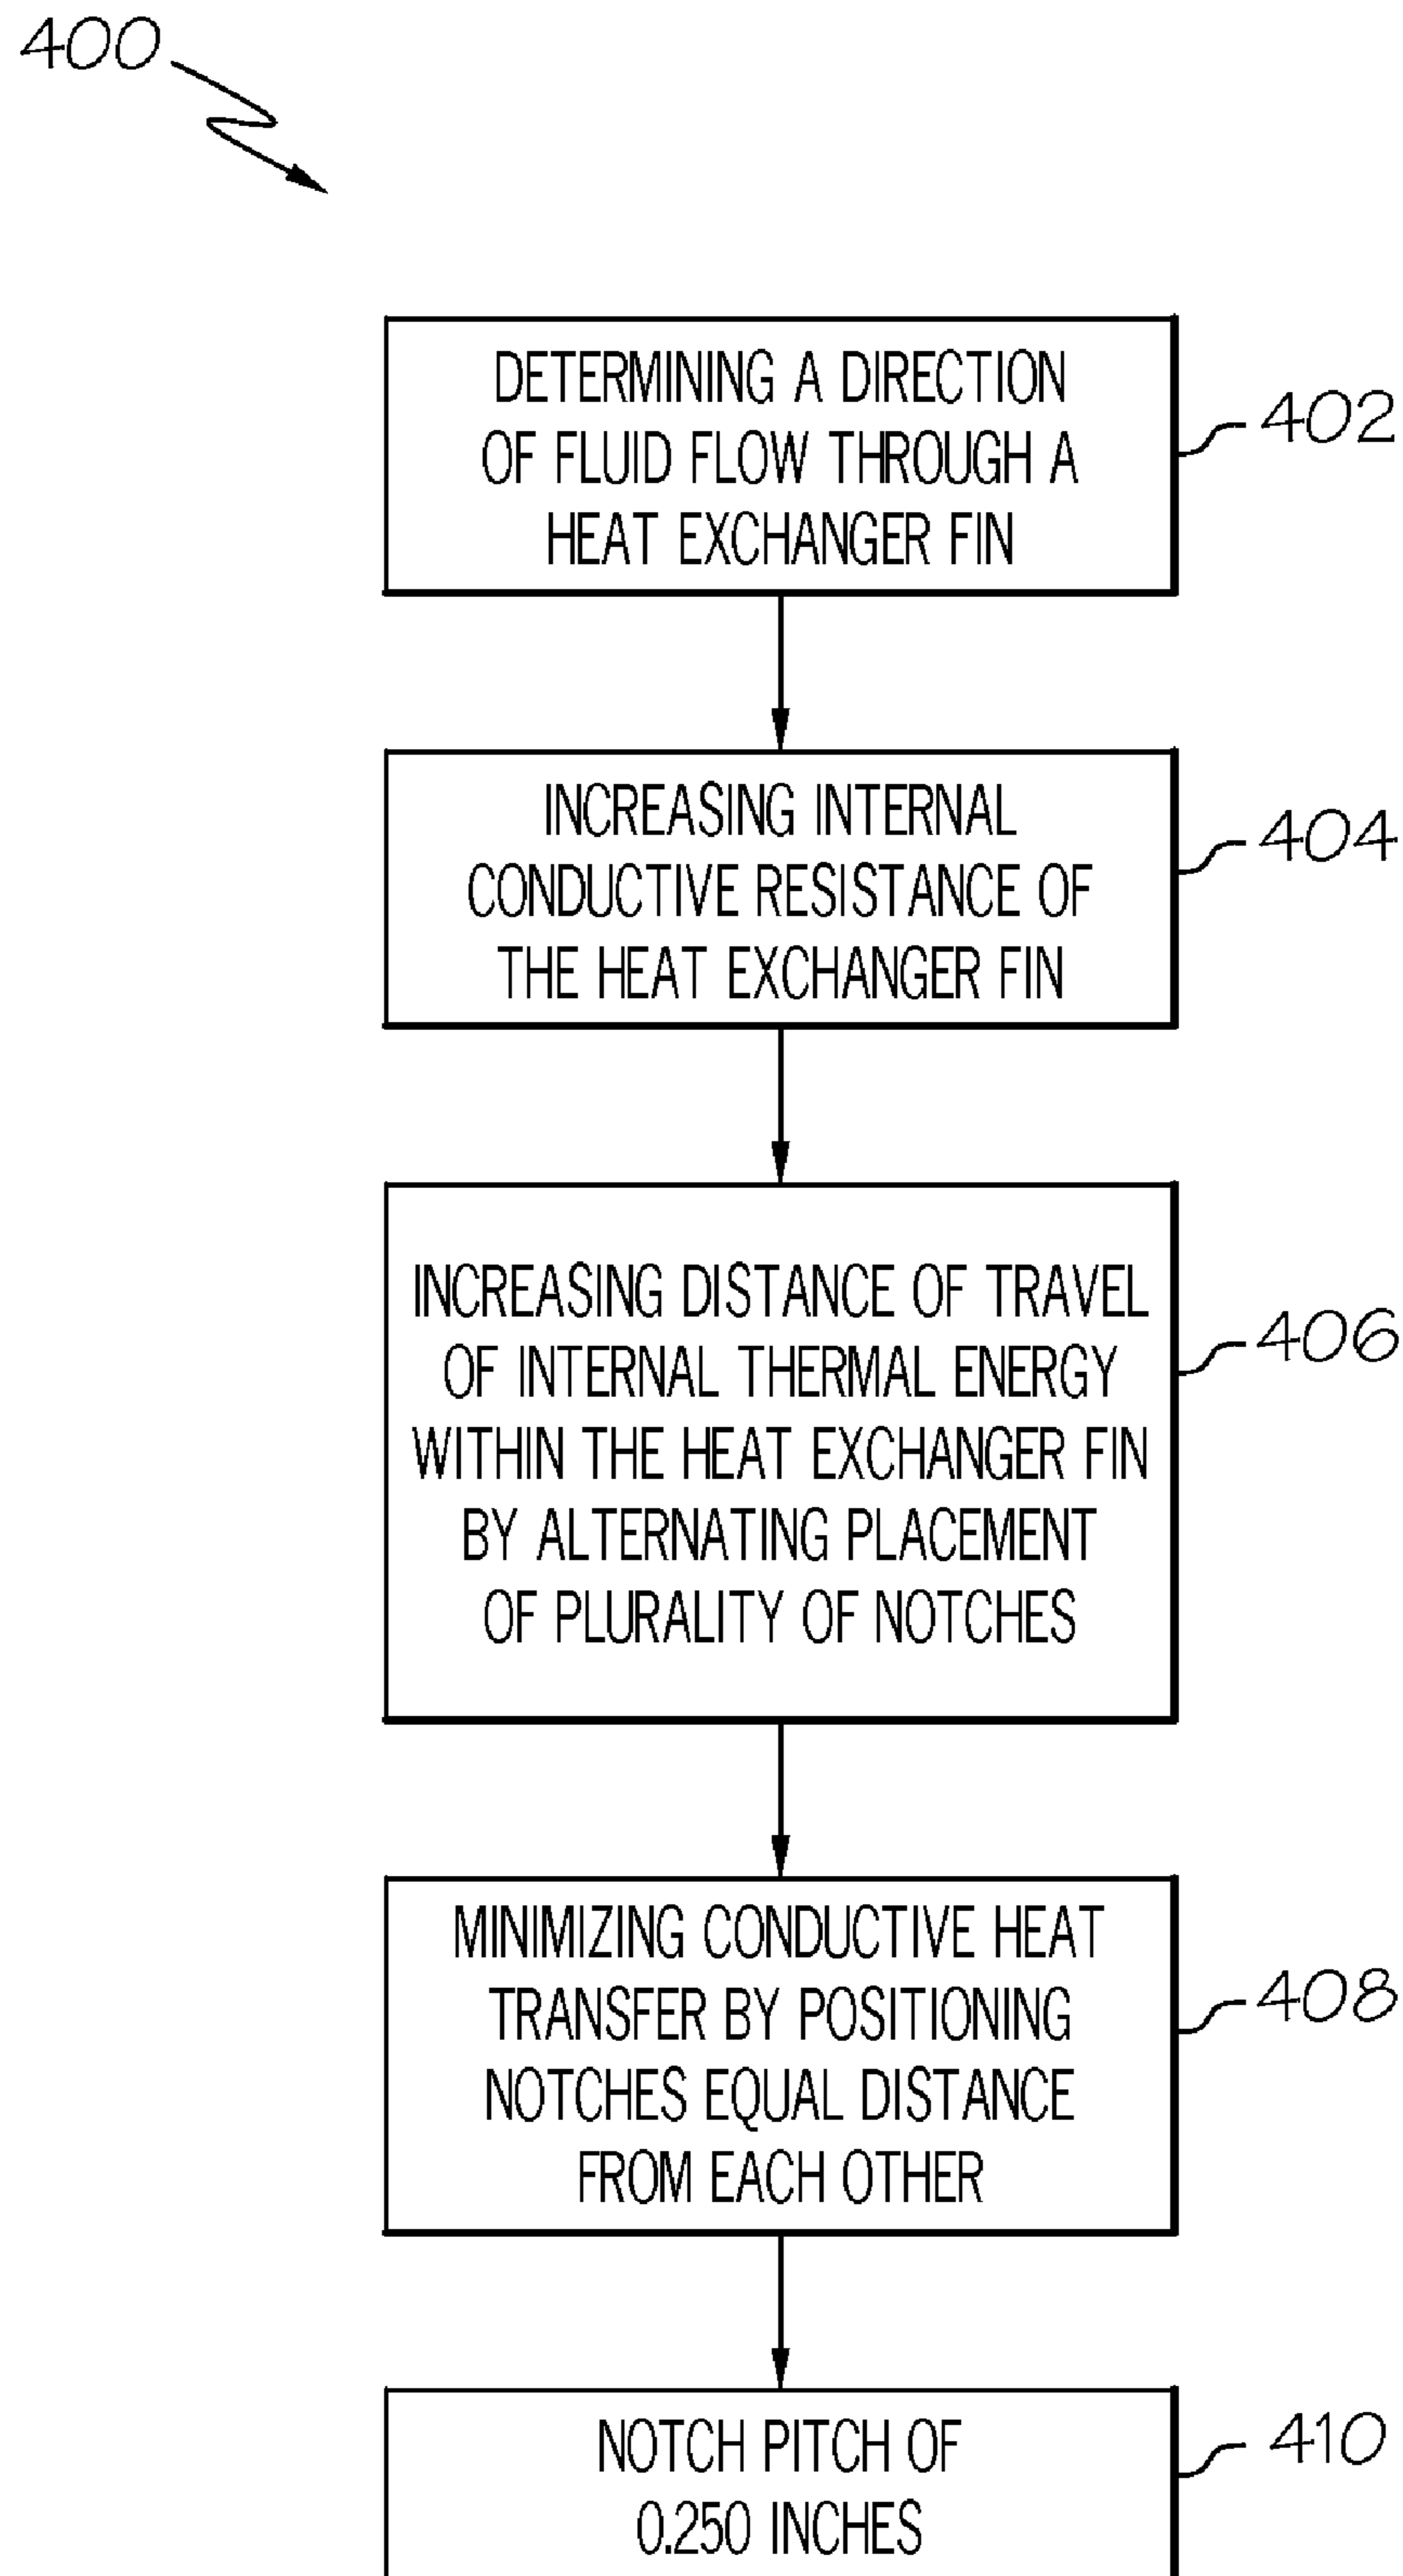 400
DETERMINING A DIRECTION
OF FLUID FLOW THROUGH A
HEAT EXCHANGER FIN
402
INCREASING INTERNAL
CONDUCTIVE RESISTANCE OF
THE HEAT EXCHANGER FIN
404
INCREASING DISTANCE OF TRAVEL
OF INTERNAL THERMAL ENERGY
WITHIN THE HEAT EXCHANGER FIN
BY ALTERNATING PLACEMENT
OF PLURALITY OF NOTCHES
406
MINIMIZING CONDUCTIVE HEAT
TRANSFER BY POSITIONING
NOTCHES EQUAL DISTANCE
FROM EACH OTHER
408
NOTCH PITCH OF
0.250 INCHES
410